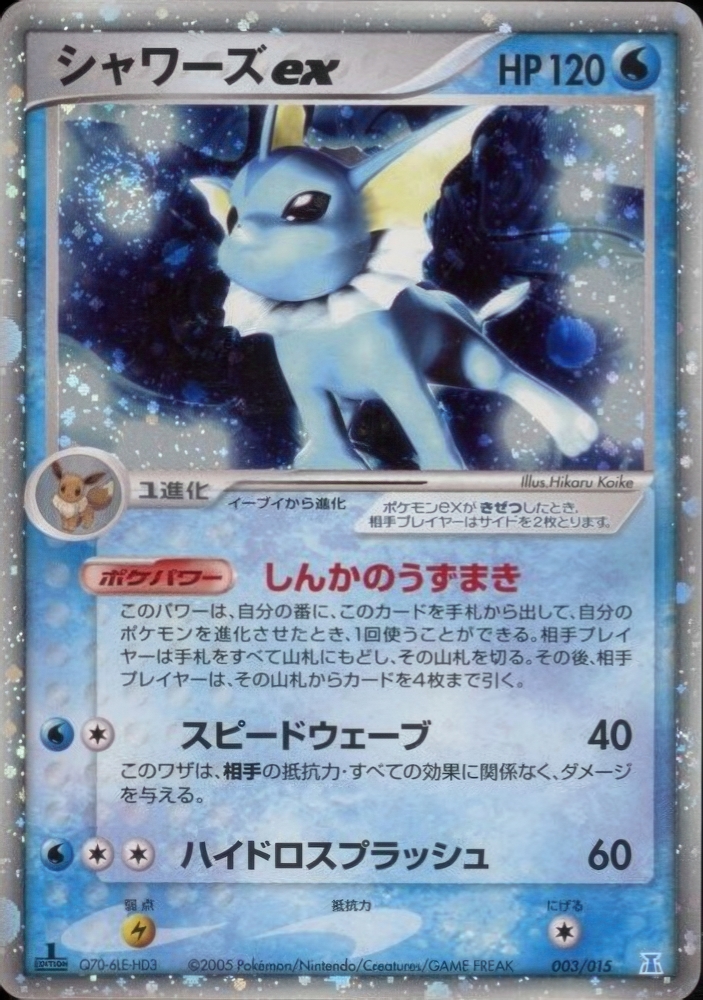 シャワーズex HP120
Illus.Hikaru Koike
1進化
イーブイから進化
ポケモンexがきぜつしたとき、
相手プレイヤーはサイドを2枚とります。
ポケパワー しんかのうずまき
このパワーは、自分の番に、このカードを手札から出して、自分の
ポケモンを進化させたとき、1回使うことができる。相手プレイ
ヤーは手札をすべて山札にもどし、その山札を切る。その後、相手
プレイヤーは、その山札からカードを4枚まで引く。
スピードウェーブ 40
このワザは、相手の抵抗力・すべての効果に関係なく、ダメージ
を与える。
ハイドロスプラッシュ 60
弱点 抵抗力 にげる
1 EDITION Q70-6LE-HD3 ©2005 Pokémon/Nintendo/Creatures/GAME FREAK 003/015